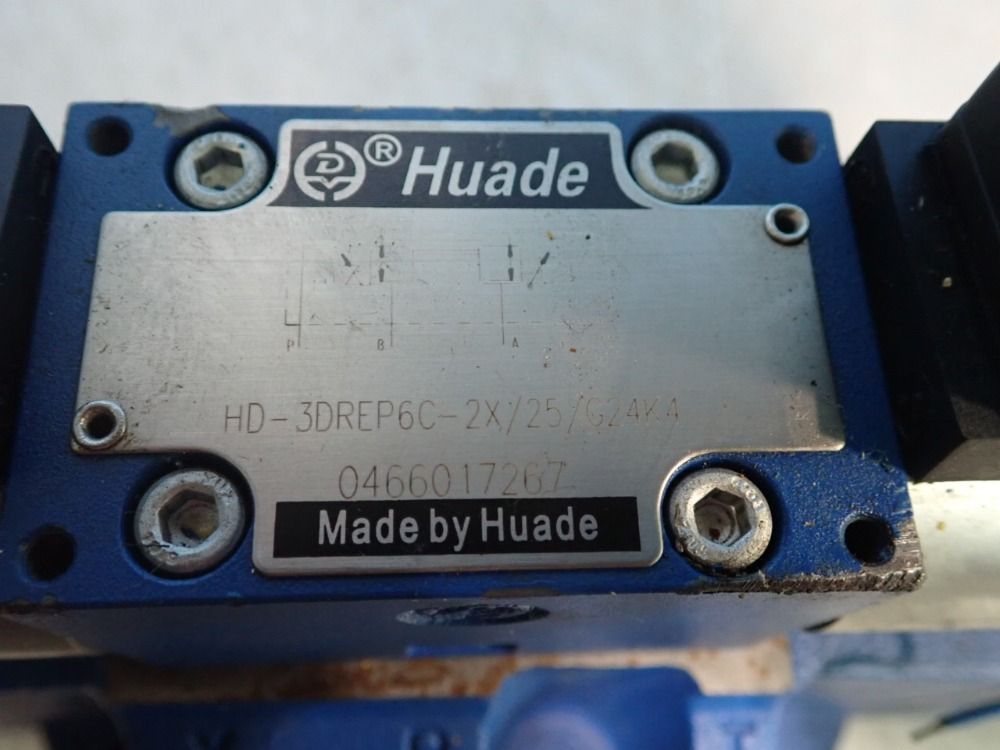 ® Huade
P B A
HD-3DREP6C-2X/25/G24K4
0466017267
Made by Huade